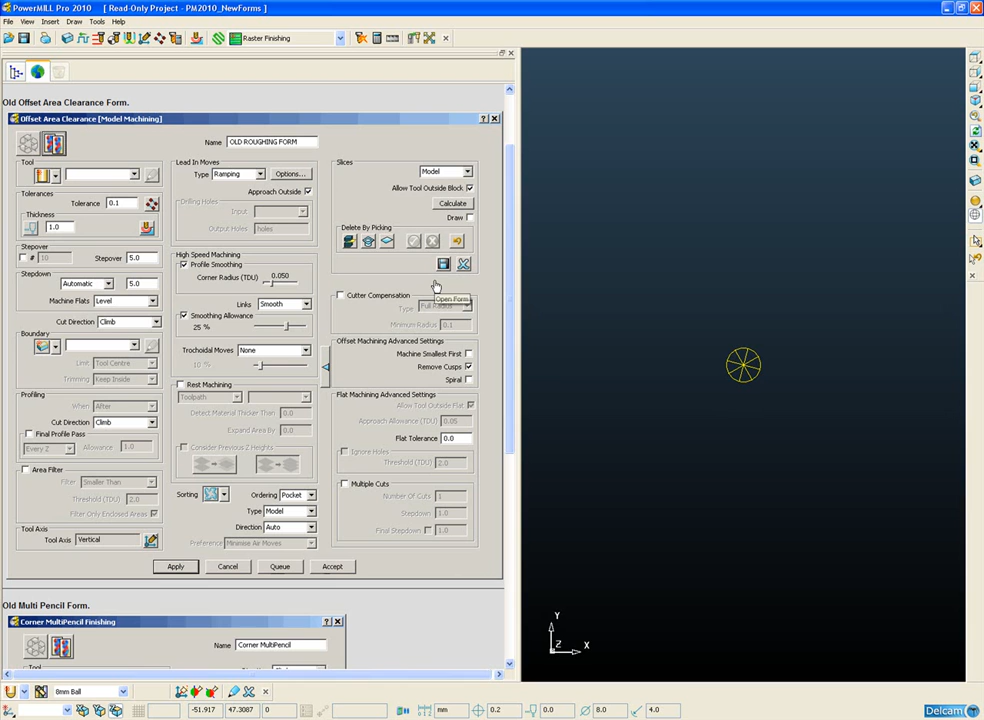 PowerMILL Pro 2010   [ Read-Only Project - PM2010_NewForms ]
File View Insert Draw Tools Help
Raster Finishing
Old Offset Area Clearance Form.
Offset Area Clearance [Model Machining]
Name OLD ROUGHING FORM
Tool
Tolerances
Tolerance 0.1
Thickness
1.0
Stepover
# 10 Stepover 5.0
Stepdown
Automatic 5.0
Machine Flats Level
Cut Direction Climb
Boundary
Limit Tool Centre
Trimming Keep Inside
Profiling
When After
Cut Direction Climb
Final Profile Pass
Every Z Allowance 1.0
Area Filter
Filter Smaller Than
Threshold (TDU) 2.0
Filter Only Enclosed Areas
Tool Axis
Tool Axis Vertical
Lead In Moves
Type Ramping Options...
Approach Outside
Drilling Holes
Input
Output Holes holes
High Speed Machining
Profile Smoothing
Corner Radius (TDU) 0.050
Links Smooth
Smoothing Allowance
25 %
Trochoidal Moves None
10 %
Rest Machining
Toolpath
Detect Material Thicker Than 0.0
Expand Area By 0.0
Consider Previous Z Heights
Sorting Ordering Pocket
Type Model
Direction Auto
Preference Minimise Air Moves
Slices
Model
Allow Tool Outside Block
Calculate
Draw
Delete By Picking
Open Form
Cutter Compensation
Type Full Radius
Minimum Radius 0.1
Offset Machining Advanced Settings
Machine Smallest First
Remove Cusps
Spiral
Flat Machining Advanced Settings
Allow Tool Outside Flat
Approach Allowance (TDU) 0.05
Flat Tolerance 0.0
Ignore Holes
Threshold (TDU) 2.0
Multiple Cuts
Number Of Cuts 1
Stepdown 1.0
Final Stepdown 1.0
Apply Cancel Queue Accept
Old Multi Pencil Form.
Corner MultiPencil Finishing
Name Corner MultiPencil
Tool
Y
Z X
8mm Ball
-51.917 47.3087 0 mm 0.2 0.0 8.0 4.0
Delcam